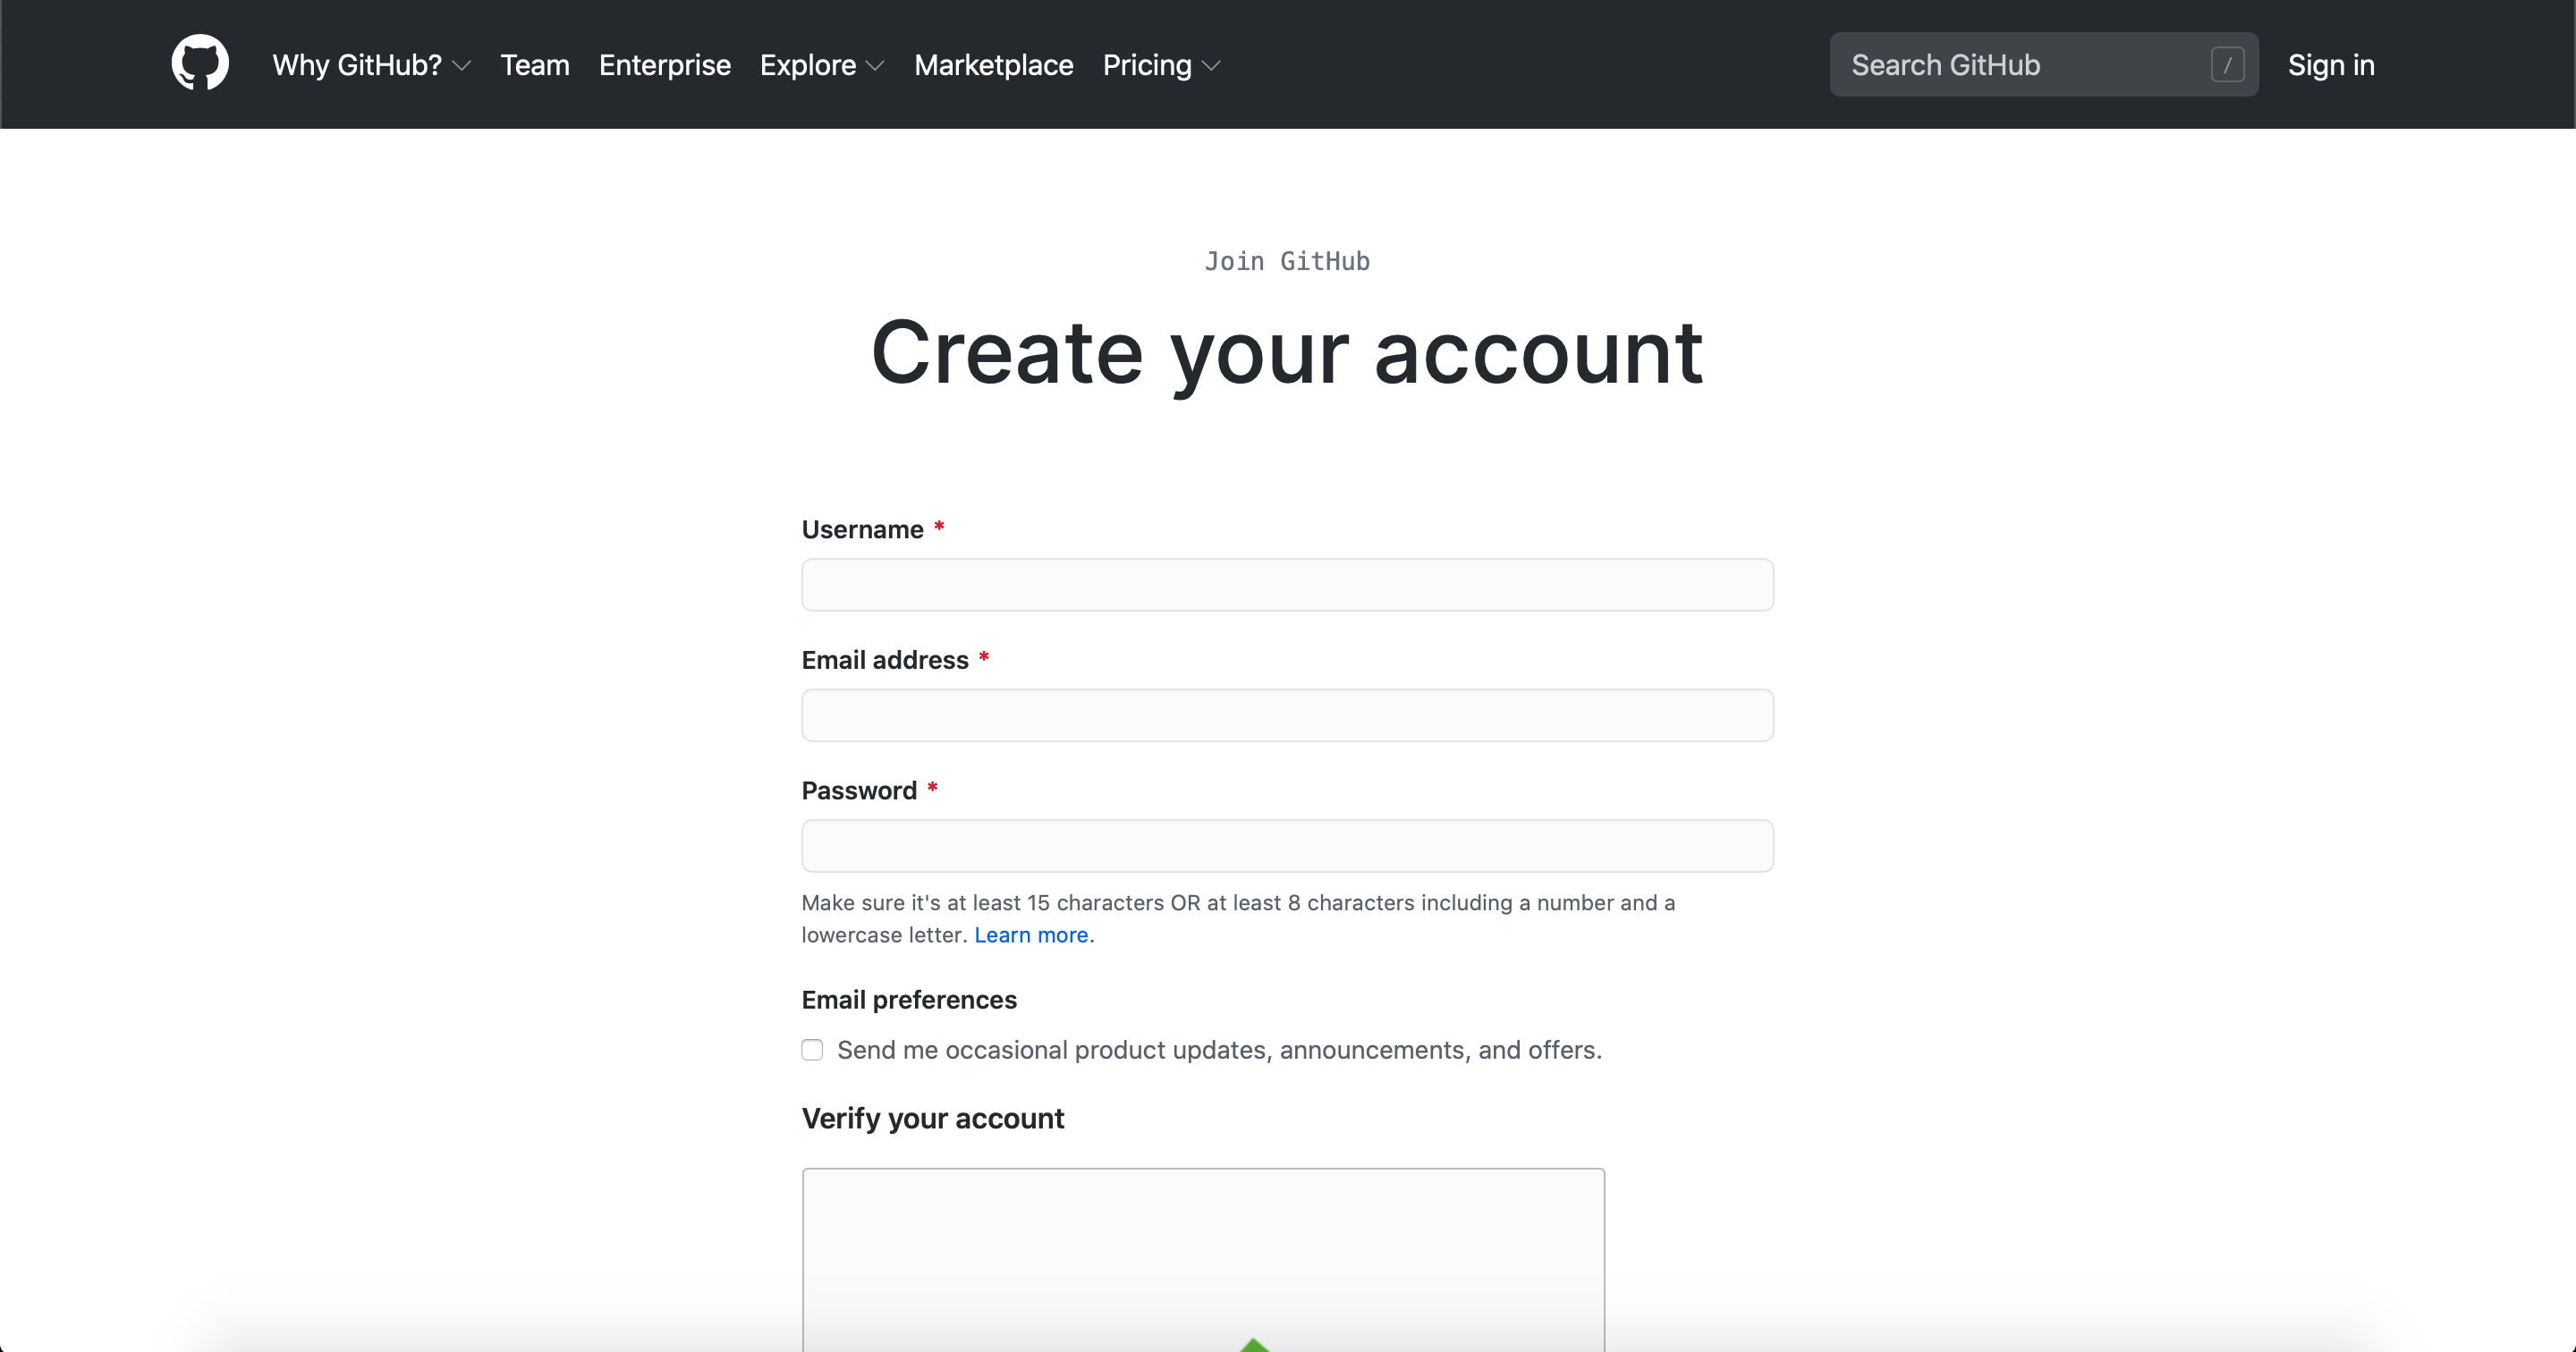 Why GitHub? Team Enterprise Explore Marketplace Pricing Search GitHub / Sign in
Join GitHub
Create your account
Username *
Email address *
Password *
Make sure it's at least 15 characters OR at least 8 characters including a number and a
lowercase letter. Learn more.
Email preferences
Send me occasional product updates, announcements, and offers.
Verify your account